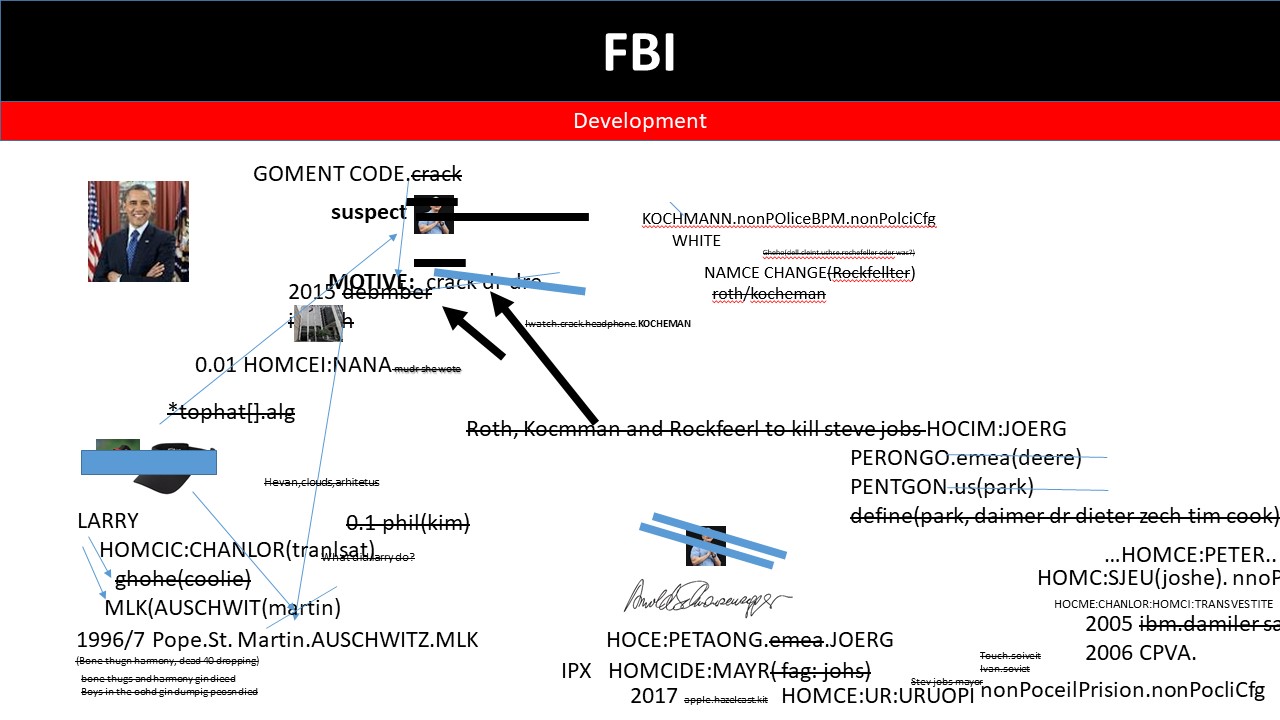 FBI
Development
GOMENT CODE.crack
suspect
KOCHMANN.nonPOliceBPM.nonPolciCfg
WHITE
Ghoho(dell.cleint.ushse.rochefeller oder was?)
NAMCE CHANGE(Rockfellter)
roth/kocheman
MOTIVE: crack dr dre
2015 debmber
Iwatch.crack.headphone.KOCHEMAN
0.01 HOMCEI:NANA mudr she wote
*tophat[].alg
Roth, Kocmman and Rockfeerl to kill steve jobs HOCIM:JOERG
PERONGO.emea(deere)
PENTGON.us(park)
define(park, daimer dr dieter zech tim cook)
Hevan,clouds,arhitetus
LARRY
0.1 phil(kim)
HOMCIC:CHANLOR(tranlsat)
What did larry do?
ghohe(coolie)
MLK(AUSCHWIT(martin)
...HOMCE:PETER..
HOMC:SJEU(joshe). nnoP
HOCME:CHANLOR:HOMCI:TRANSVESTITE
2005 ibm.damiler sa
1996/7 Pope.St. Martin.AUSCHWITZ.MLK
HOCE:PETAONG.emea.JOERG
2006 CPVA.
(Bone thugn harmony, dead 40 dropping)
Touch.soiveit
Ivan.soviet
IPX HOMCIDE:MAYR( fag: johs)
bone thugs and harmony gin dieed
Boys in the oohd gin dumpig peosn died
Stev jobs mayor
nonPoceilPrision.nonPocliCfg
2017 apple.hazelcast.kit HOMCE:UR:URUOPI